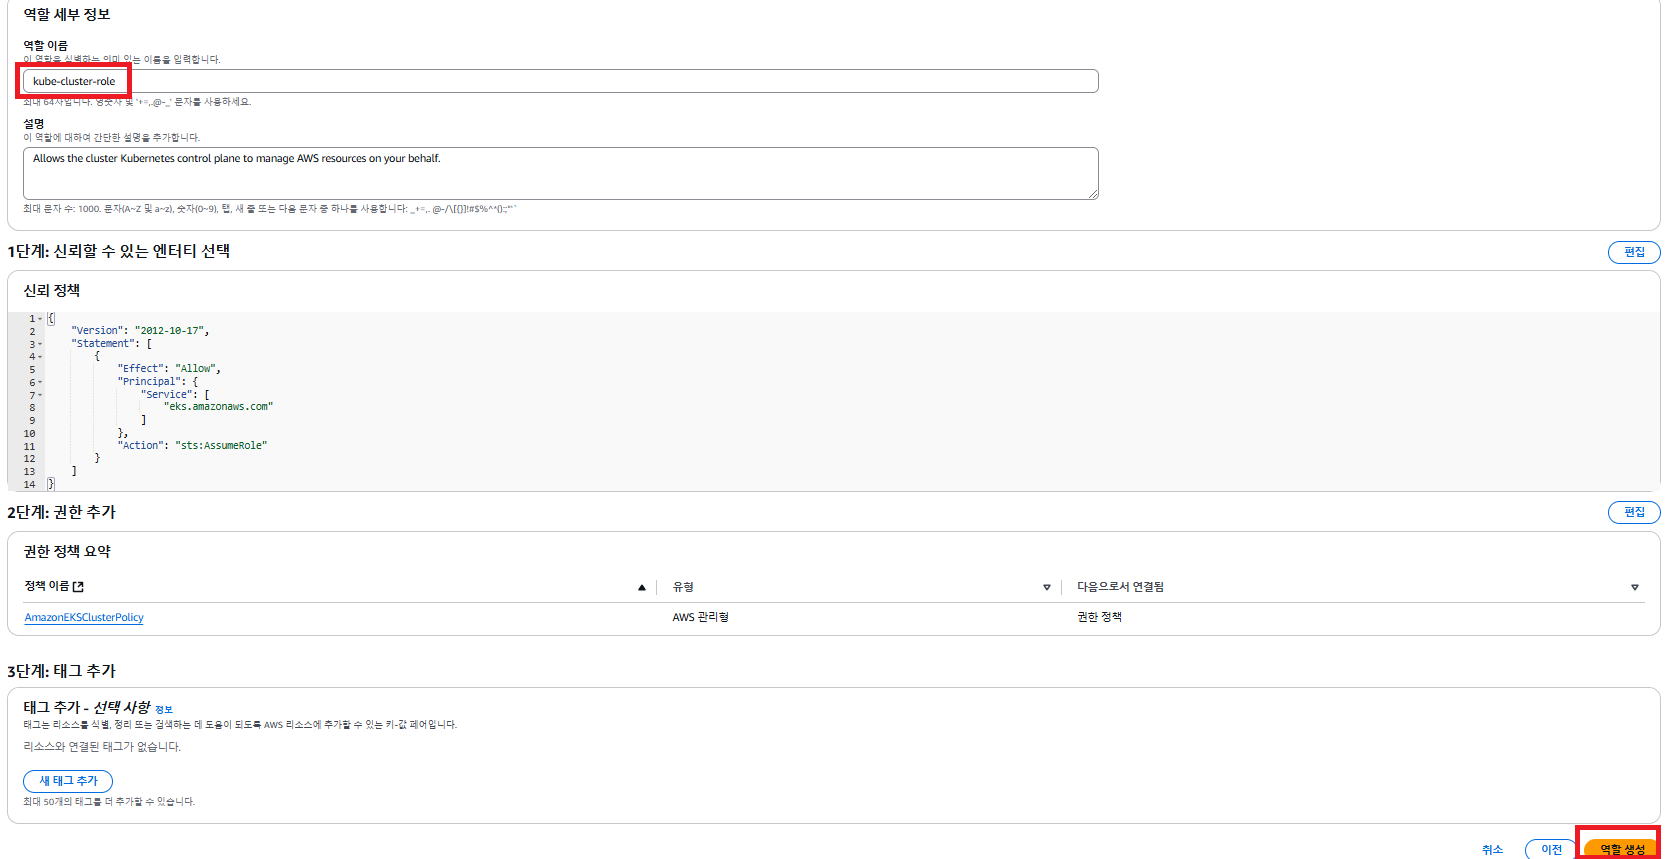 역할 세부 정보
역할 이름
이 역할을 식별하는 의미 있는 이름을 입력합니다.
kube-cluster-role
최대 64자입니다. 영숫자 및 '+=,.@-_' 문자를 사용하세요.
설명
이 역할에 대하여 간단한 설명을 추가합니다.
Allows the cluster Kubernetes control plane to manage AWS resources on your behalf.
최대 문자 수: 1000. 문자(A~Z 및 a~z), 숫자(0~9), 탭, 새 줄 또는 다음 문자 중 하나를 사용합니다: _+=,. @-/\[{}]!#$%^*();:"'`
1단계: 신뢰할 수 있는 엔터티 선택
편집
신뢰 정책
1 {
2 "Version": "2012-10-17",
3 "Statement": [
4 {
5 "Effect": "Allow",
6 "Principal": {
7 "Service": [
8 "eks.amazonaws.com"
9 ]
10 },
11 "Action": "sts:AssumeRole"
12 }
13 ]
14 }
2단계: 권한 추가
편집
권한 정책 요약
정책 이름 유형 다음으로서 연결됨
AmazonEKSClusterPolicy AWS 관리형 권한 정책
3단계: 태그 추가
태그 추가 - 선택 사항 정보
태그는 리소스를 식별, 정리 또는 검색하는 데 도움이 되도록 AWS 리소스에 추가할 수 있는 키-값 페어입니다.
리소스와 연결된 태그가 없습니다.
새 태그 추가
최대 50개의 태그를 더 추가할 수 있습니다.
취소 이전 역할 생성